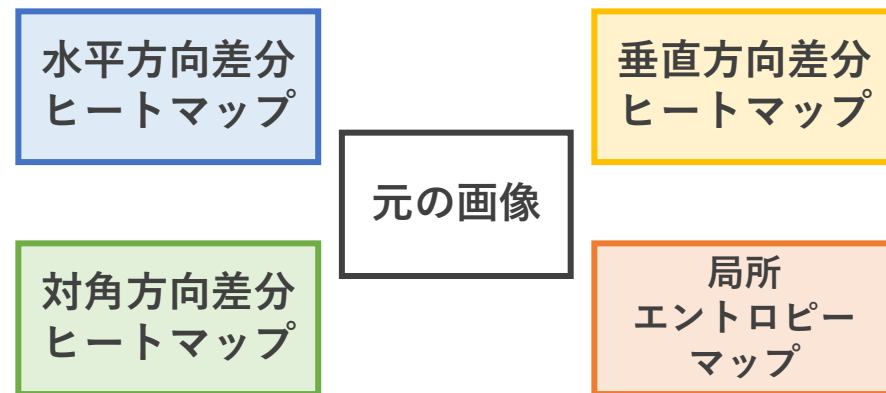 水平方向差分
ヒートマップ
垂直方向差分
ヒートマップ
元の画像
対角方向差分
ヒートマップ
局所
エントロピー
マップ